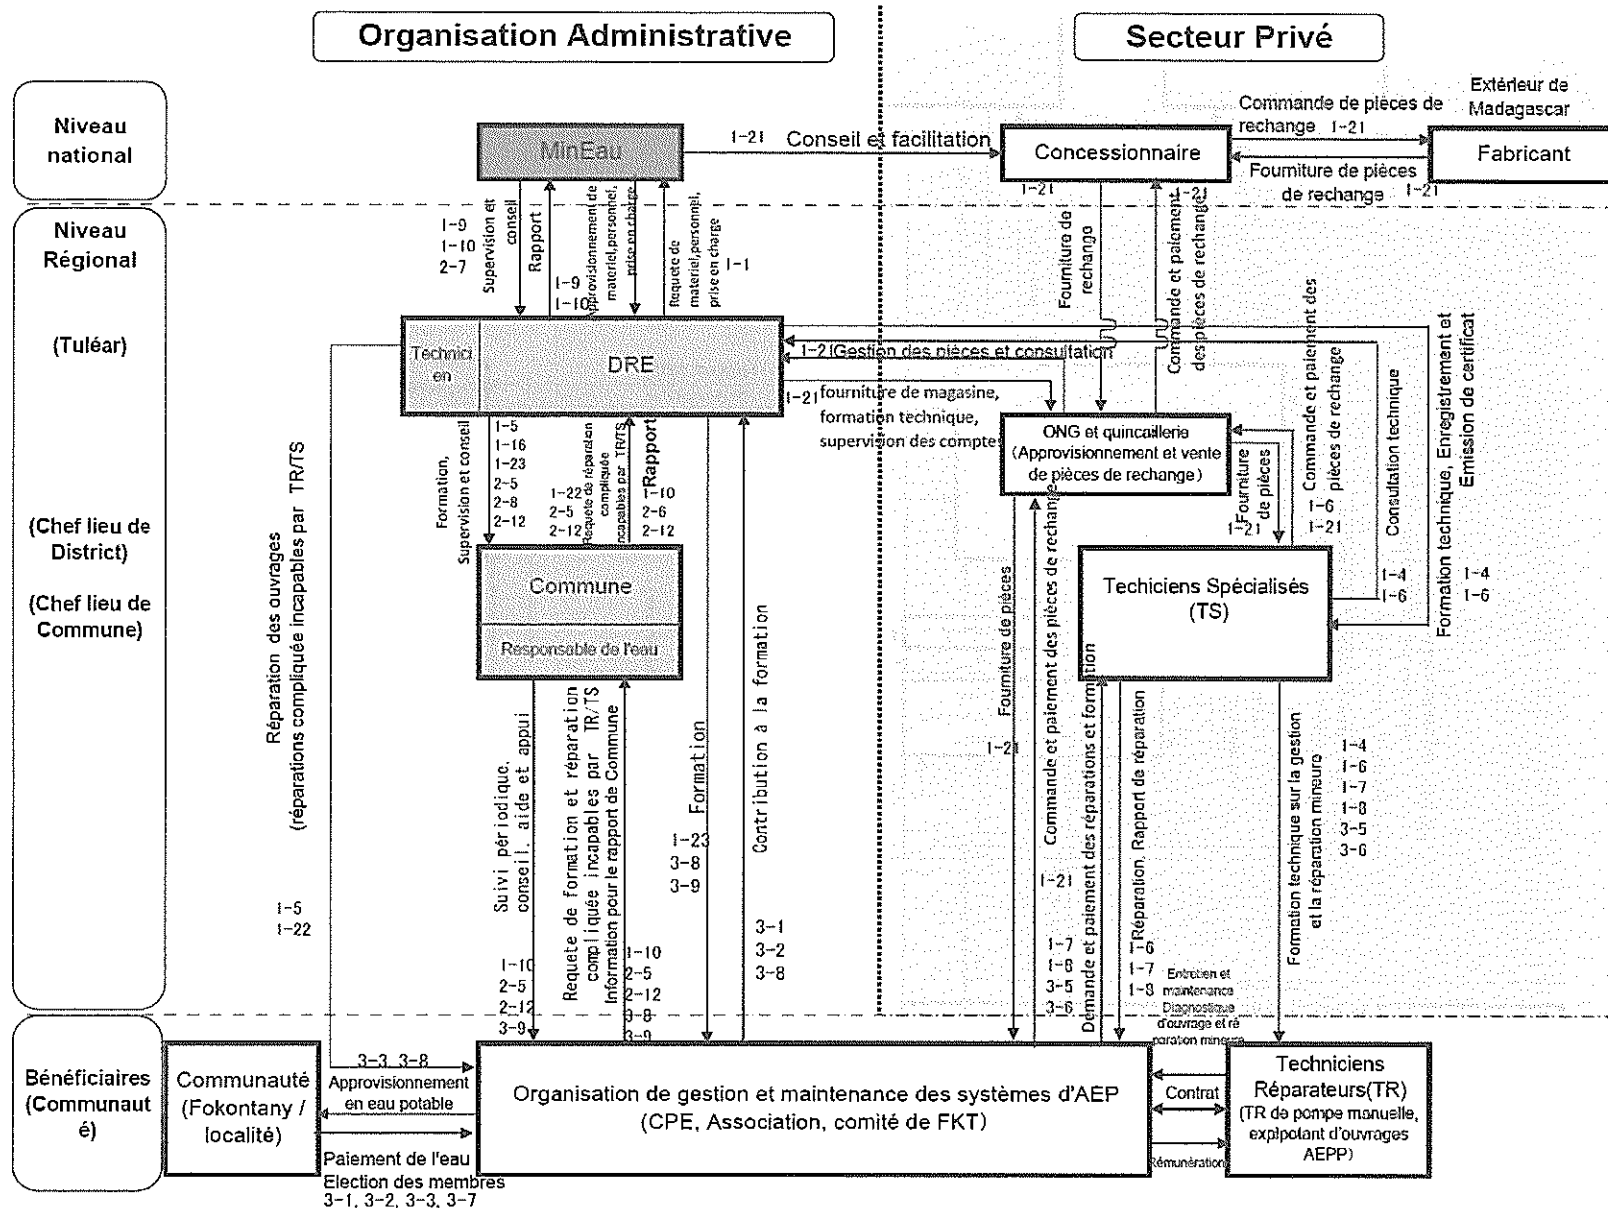 Organisation Administrative
Secteur Privé
Niveau
national
MinEau
1-21 Conseil et facilitation
Concessionnaire
Commande de pièces de
rechange 1-21
Extérieur de
Madagascar
Fabricant
Fourniture de pièces
de rechange
1-21
1-21
1-21
Niveau
Régional
(Tuléar)
(Chef lieu de
District)
(Chef lieu de
Commune)
1-9
1-10
2-7
Supervision et
conseil
Rapport
1-9
1-10
Approvisionnement de
materiel,personnel,
prise en charge
Requete de
materiel,personnel,
prise en charge
1-1
Fourniture de
rechange
Commande et paiement
des pièces de rechange
Technici
en
DRE
1-21Gestion des pièces et consultation
1-21 fourniture de magasine,
formation technique,
supervision des compte
ONG et quincaillerie
(Approvisionnement et vente
de pièces de rechange)
Fourniture
de pièces
1-21
Commande et paiement des
pièces de rechange
1-6
1-21
Consultation technique
1-4
1-6
Formation technique, Enregistrement et
Emission de certificat
1-4
1-6
Formation,
Supervision et conseil
1-5
1-16
1-23
2-5
2-8
2-12
1-22
2-5
2-12
Requete de réparation
compliquée
incapables par TR/TS
Rapport
1-10
2-6
2-12
Commune
Responsable de l'eau
Techiciens Spécialisés
(TS)
Réparation des ouvrages
(réparations compliquée incapables par TR/TS)
1-5
1-22
Suivi périodique,
conseil, aide et appui
1-10
2-5
2-12
3-9
Requete de formation et réparation
compliquée incapables par TR/TS
Information pour le rapport de Commune
1-10
2-5
2-12
3-8
3-9
Formation
1-23
3-8
3-9
Contribution à la formation
3-1
3-2
3-8
Fourniture de pièces
1-21
Commande et paiement des pièces de rechange
1-21
Demande et paiement des réparations et formation
1-7
1-8
3-5
3-6
Réparation, Rapport de réparation
1-6
1-7
1-8
Formation technique sur la gestion
et la réparation mineure
1-4
1-6
1-7
1-8
3-5
3-6
Entretien et
maintenance
Diagnostique
d'ouvrage et ré
paration mineure
Bénéficiaires
(Communaut
é)
Communauté
(Fokontany /
localité)
3-3, 3-8
Approvisionnement
en eau potable
Paiement de l'eau
Election des membres
3-1, 3-2, 3-3, 3-7
Organisation de gestion et maintenance des systèmes d'AEP
(CPE, Association, comité de FKT)
Contrat
Rémunération
Techniciens
Réparateurs(TR)
(TR de pompe manuelle,
explpotant d'ouvrages
AEPP)